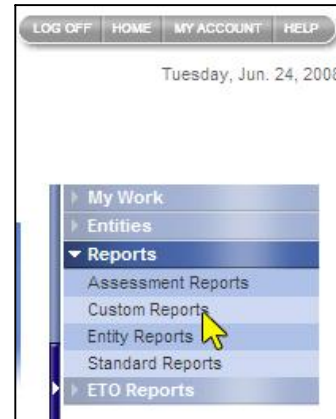 LOG OFF HOME MY ACCOUNT HELP
Tuesday, Jun. 24, 2008
My Work
Entities
Reports
Assessment Reports
Custom Reports
Entity Reports
Standard Reports
ETO Reports